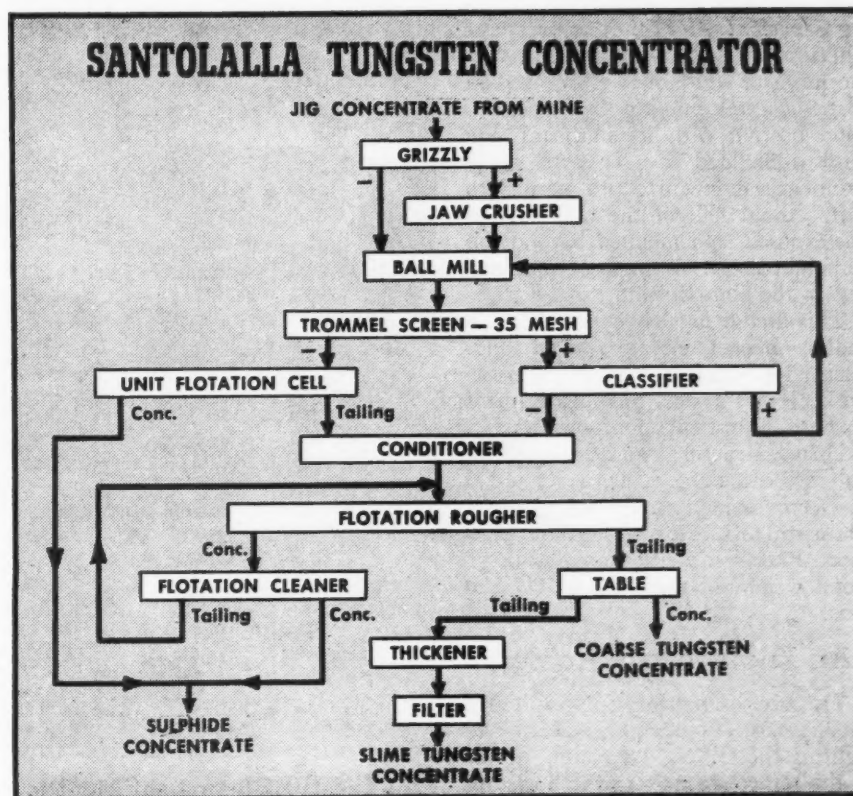 SANTOLALLA TUNGSTEN CONCENTRATOR
JIG CONCENTRATE FROM MINE
GRIZZLY
− +
JAW CRUSHER
BALL MILL
TROMMEL SCREEN — 35 MESH
− +
UNIT FLOTATION CELL
CLASSIFIER
Conc.
Tailing
− +
CONDITIONER
FLOTATION ROUGHER
Conc.
Tailing
FLOTATION CLEANER
TABLE
Tailing
Conc.
Tailing
Conc.
THICKENER
COARSE TUNGSTEN
CONCENTRATE
FILTER
SULPHIDE
CONCENTRATE
SLIME TUNGSTEN
CONCENTRATE